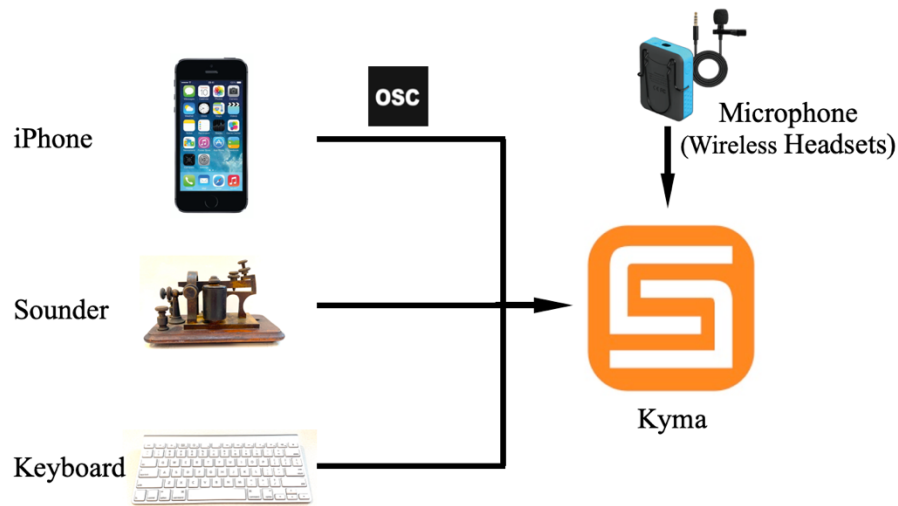 iPhone
OSC
Microphone
(Wireless Headsets)
Sounder
Kyma
Keyboard